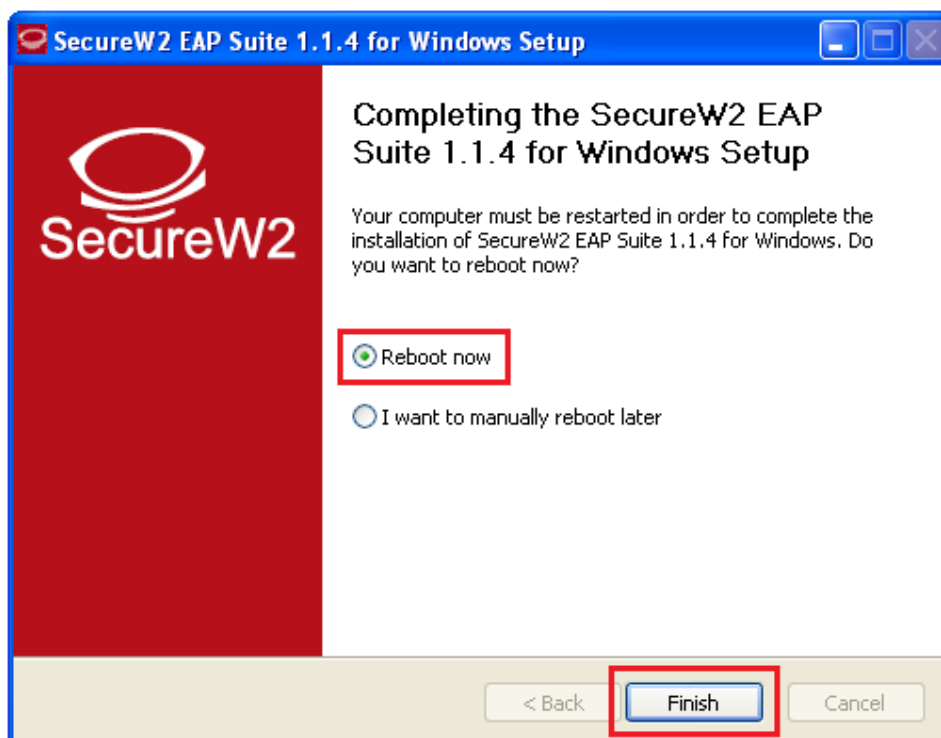 SecureW2 EAP Suite 1.1.4 for Windows Setup
SecureW2
Completing the SecureW2 EAP
Suite 1.1.4 for Windows Setup
Your computer must be restarted in order to complete the
installation of SecureW2 EAP Suite 1.1.4 for Windows. Do
you want to reboot now?
Reboot now
I want to manually reboot later
< Back Finish Cancel